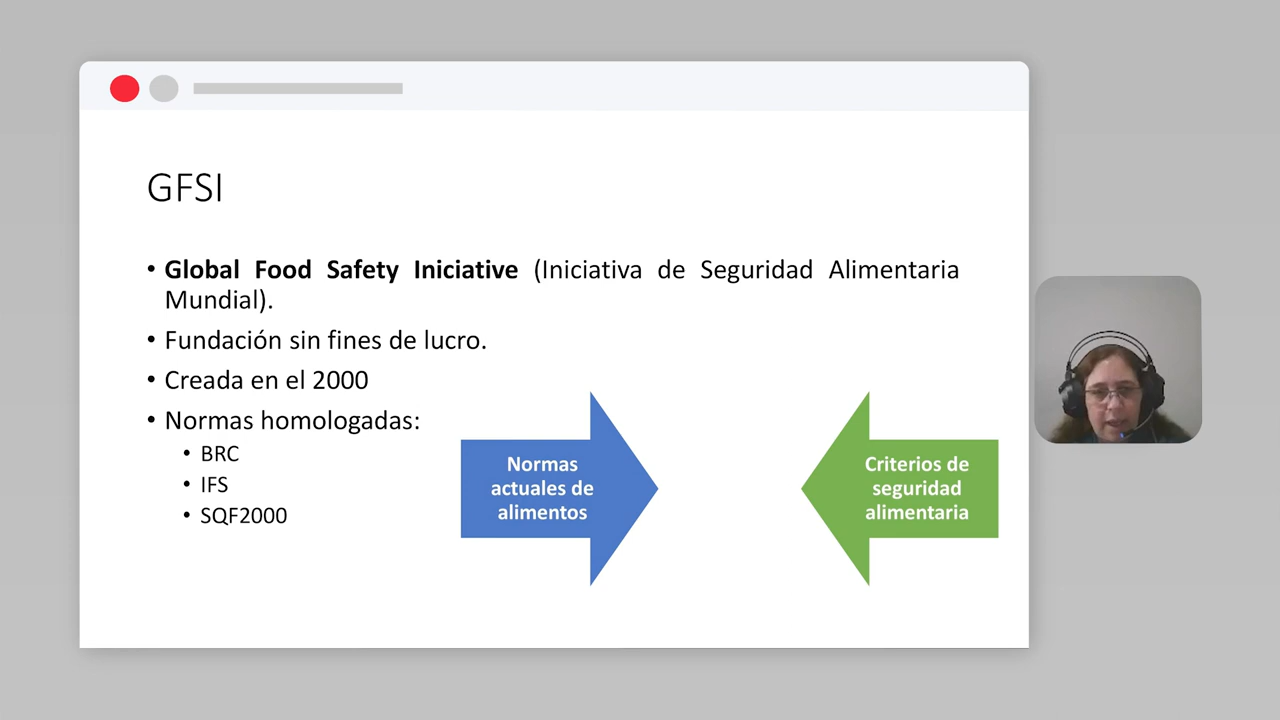 GFSI
• Global Food Safety Iniciative (Iniciativa de Seguridad Alimentaria
Mundial).
• Fundación sin fines de lucro.
• Creada en el 2000
• Normas homologadas:
• BRC
• IFS
• SQF2000
Normas
actuales de
alimentos
Criterios de
seguridad
alimentaria